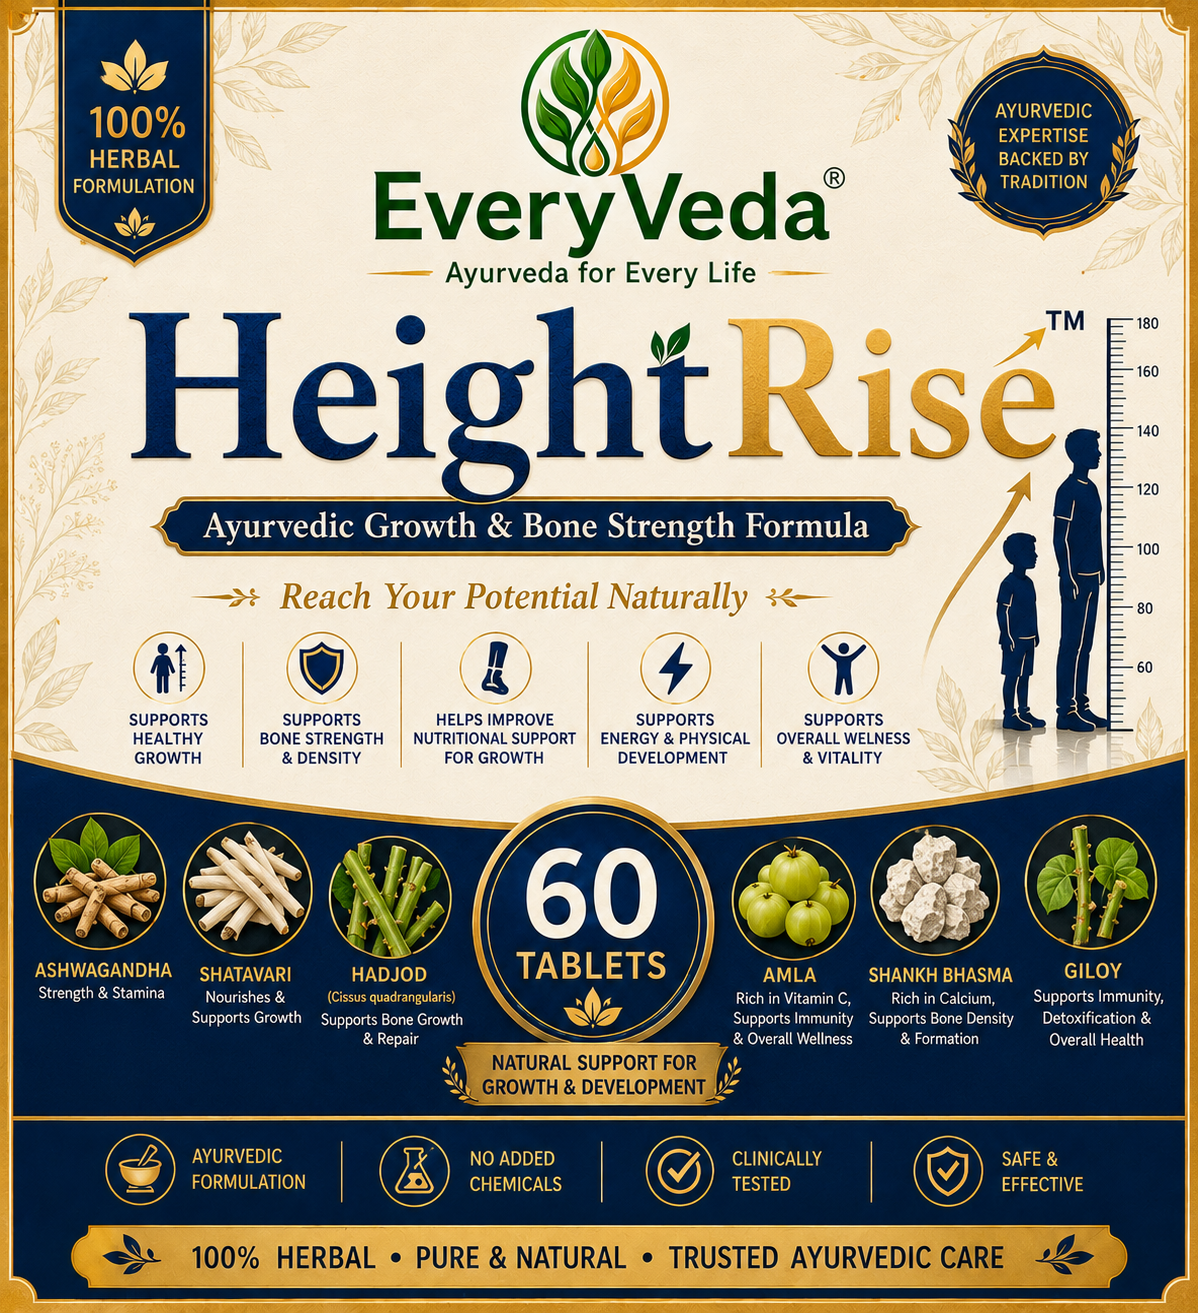 100%
HERBAL
FORMULATION
EveryVeda®
Ayurveda for Every Life
AYURVEDIC
EXPERTISE
BACKED BY
TRADITION
HeightRise™
Ayurvedic Growth & Bone Strength Formula
Reach Your Potential Naturally
180
160
140
120
100
80
60
SUPPORTS
HEALTHY
GROWTH
SUPPORTS
BONE STRENGTH
& DENSITY
HELPS IMPROVE
NUTRITIONAL SUPPORT
FOR GROWTH
SUPPORTS
ENERGY & PHYSICAL
DEVELOPMENT
SUPPORTS
OVERALL WELNESS
& VITALITY
ASHWAGANDHA
Strength & Stamina
SHATAVARI
Nourishes &
Supports Growth
HADJOD
(Cissus quadrangularis)
Supports Bone Growth
& Repair
60
TABLETS
NATURAL SUPPORT FOR
GROWTH & DEVELOPMENT
AMLA
Rich in Vitamin C,
Supports Immunity
& Overall Wellness
SHANKH BHASMA
Rich in Calcium,
Supports Bone Density
& Formation
GILOY
Supports Immunity,
Detoxification &
Overall Health
AYURVEDIC
FORMULATION
NO ADDED
CHEMICALS
CLINICALLY
TESTED
SAFE &
EFFECTIVE
100% HERBAL • PURE & NATURAL • TRUSTED AYURVEDIC CARE